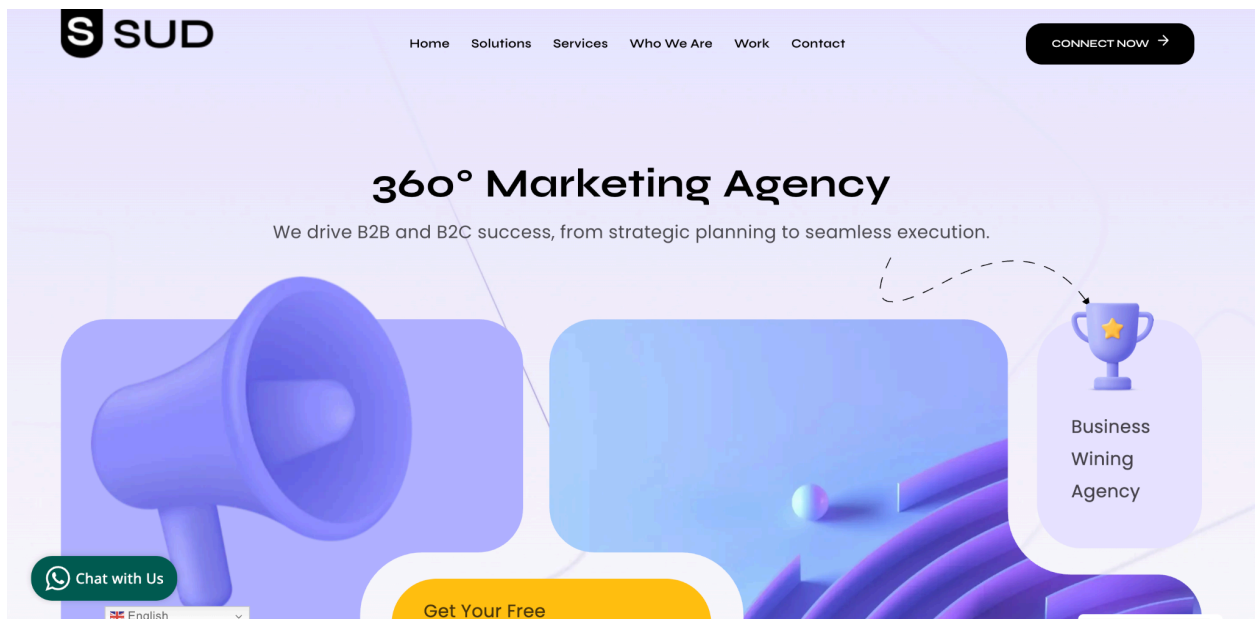 S SUD
Home Solutions Services Who We Are Work Contact
CONNECT NOW
360° Marketing Agency
We drive B2B and B2C success, from strategic planning to seamless execution.
Business
Wining
Agency
Chat with Us
Get Your Free
English